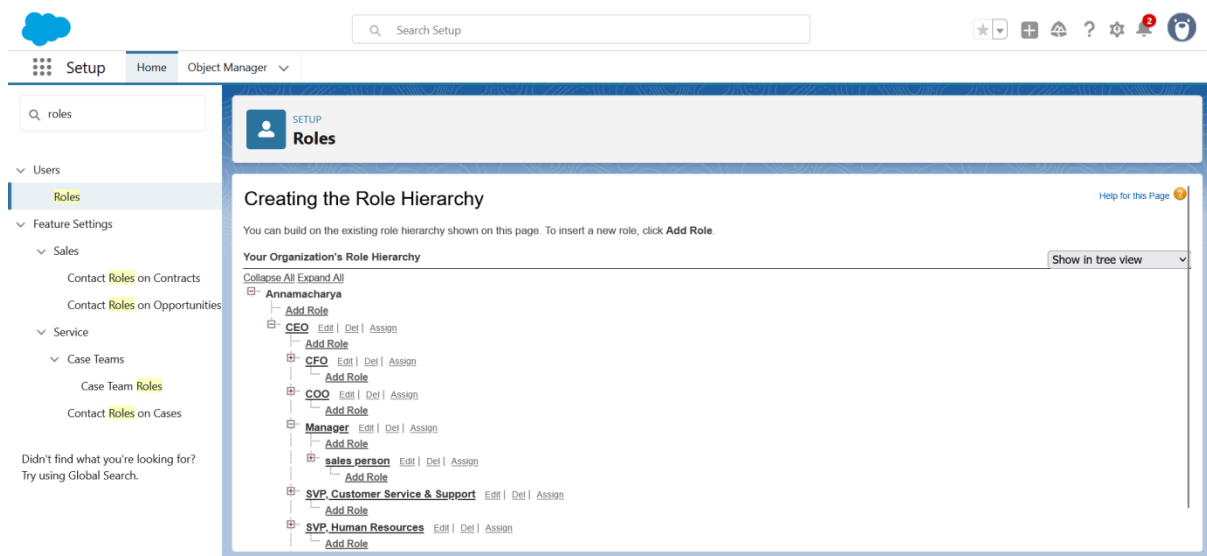 Search Setup
2
Setup
Home
Object Manager
roles
Users
Roles
Feature Settings
Sales
Contact Roles on Contracts
Contact Roles on Opportunities
Service
Case Teams
Case Team Roles
Contact Roles on Cases
Didn't find what you're looking for?
Try using Global Search.
SETUP
Roles
Creating the Role Hierarchy
Help for this Page ?
You can build on the existing role hierarchy shown on this page. To insert a new role, click Add Role.
Your Organization's Role Hierarchy
Show in tree view
Collapse All Expand All
Annamacharya
Add Role
CEO Edit | Del | Assign
Add Role
CFO Edit | Del | Assign
Add Role
COO Edit | Del | Assign
Add Role
Manager Edit | Del | Assign
Add Role
sales person Edit | Del | Assign
Add Role
SVP, Customer Service & Support Edit | Del | Assign
Add Role
SVP, Human Resources Edit | Del | Assign
Add Role